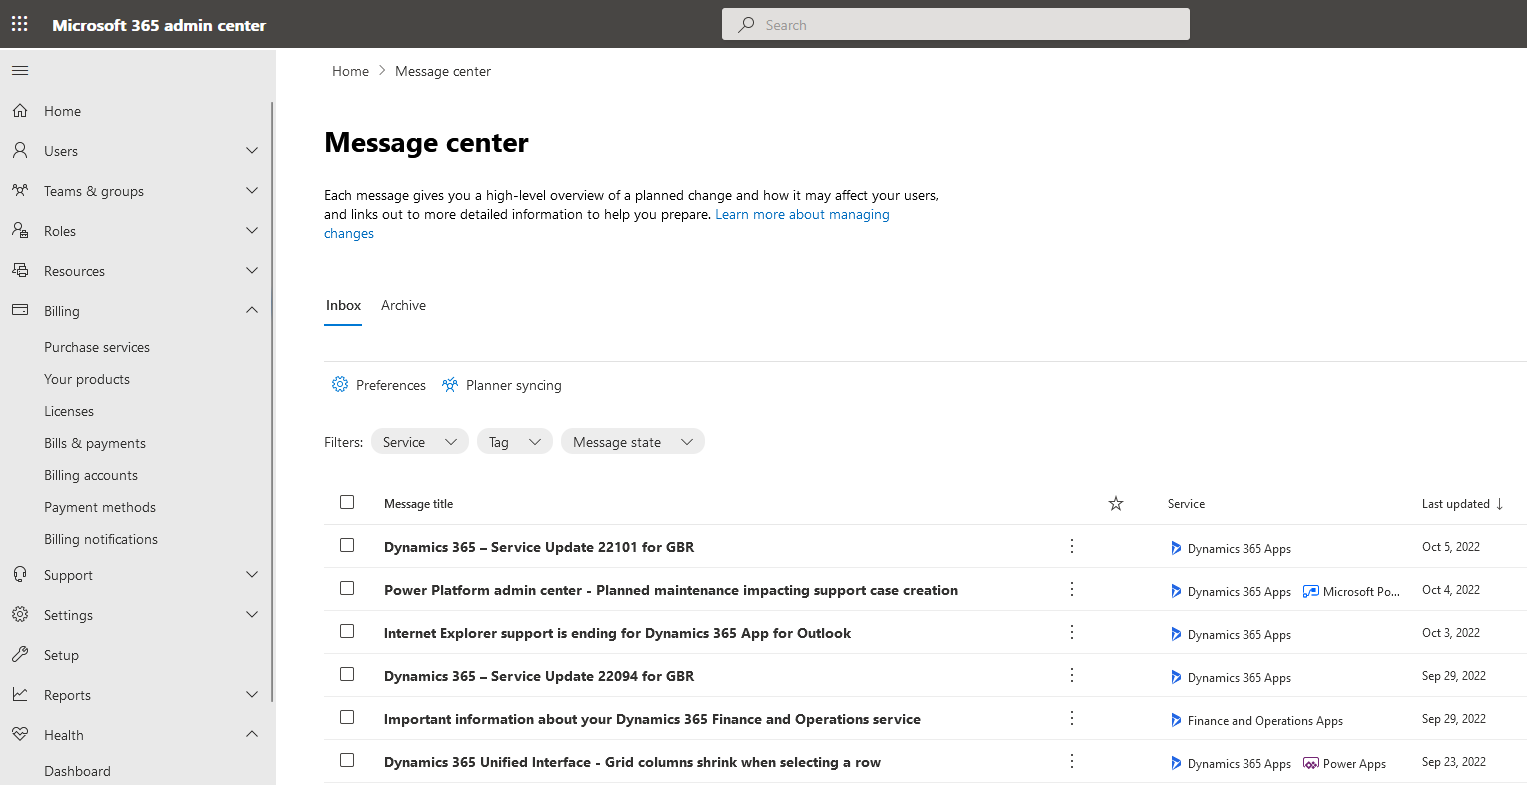 Microsoft 365 admin center
Search
Home
Users
Teams & groups
Roles
Resources
Billing
Purchase services
Your products
Licenses
Bills & payments
Billing accounts
Payment methods
Billing notifications
Support
Settings
Setup
Reports
Health
Dashboard
Home > Message center
Message center
Each message gives you a high-level overview of a planned change and how it may affect your users,
and links out to more detailed information to help you prepare. Learn more about managing
changes
Inbox Archive
Preferences Planner syncing
Filters: Service Tag Message state
Message title Service Last updated ↓
Dynamics 365 – Service Update 22101 for GBR Dynamics 365 Apps Oct 5, 2022
Power Platform admin center - Planned maintenance impacting support case creation Dynamics 365 Apps Microsoft Po... Oct 4, 2022
Internet Explorer support is ending for Dynamics 365 App for Outlook Dynamics 365 Apps Oct 3, 2022
Dynamics 365 – Service Update 22094 for GBR Dynamics 365 Apps Sep 29, 2022
Important information about your Dynamics 365 Finance and Operations service Finance and Operations Apps Sep 29, 2022
Dynamics 365 Unified Interface - Grid columns shrink when selecting a row Dynamics 365 Apps Power Apps Sep 23, 2022